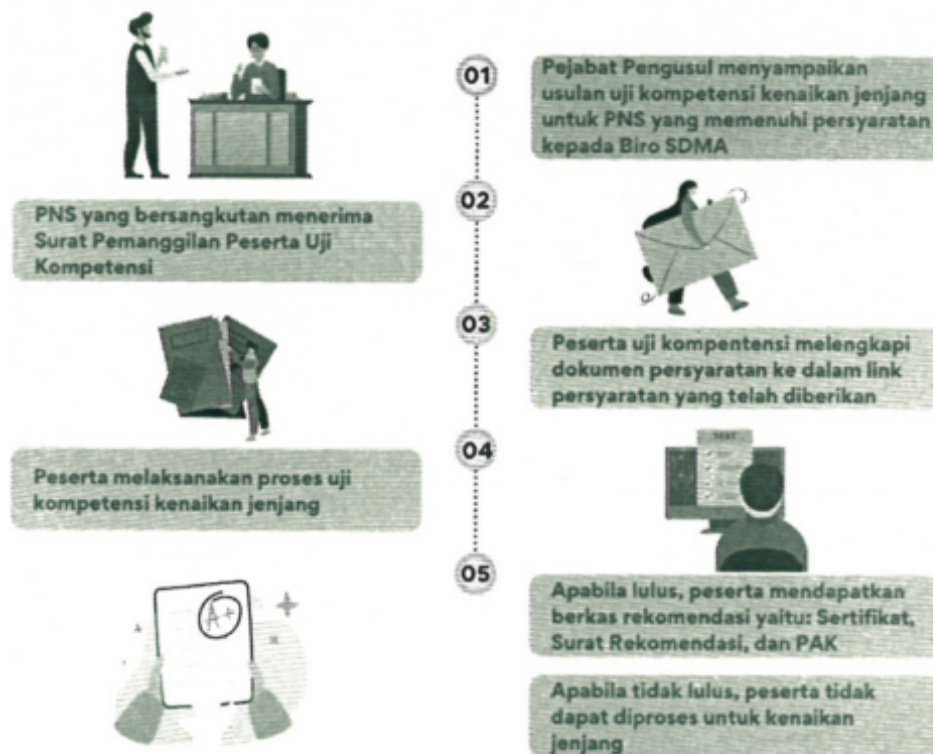 01
Pejabat Pengusul menyampaikan
usulan uji kompetensi kenaikan jenjang
untuk PNS yang memenuhi persyaratan
kepada Biro SDMA
02
PNS yang bersangkutan menerima
Surat Pemanggilan Peserta Uji
Kompetensi
03
Peserta uji kompentensi melengkapi
dokumen persyaratan ke dalam link
persyaratan yang telah diberikan
04
Peserta melaksanakan proses uji
kompetensi kenaikan jenjang
TEST
05
Apabila lulus, peserta mendapatkan
berkas rekomendasi yaitu: Sertifikat,
Surat Rekomendasi, dan PAK
A+
Apabila tidak lulus, peserta tidak
dapat diproses untuk kenaikan
jenjang